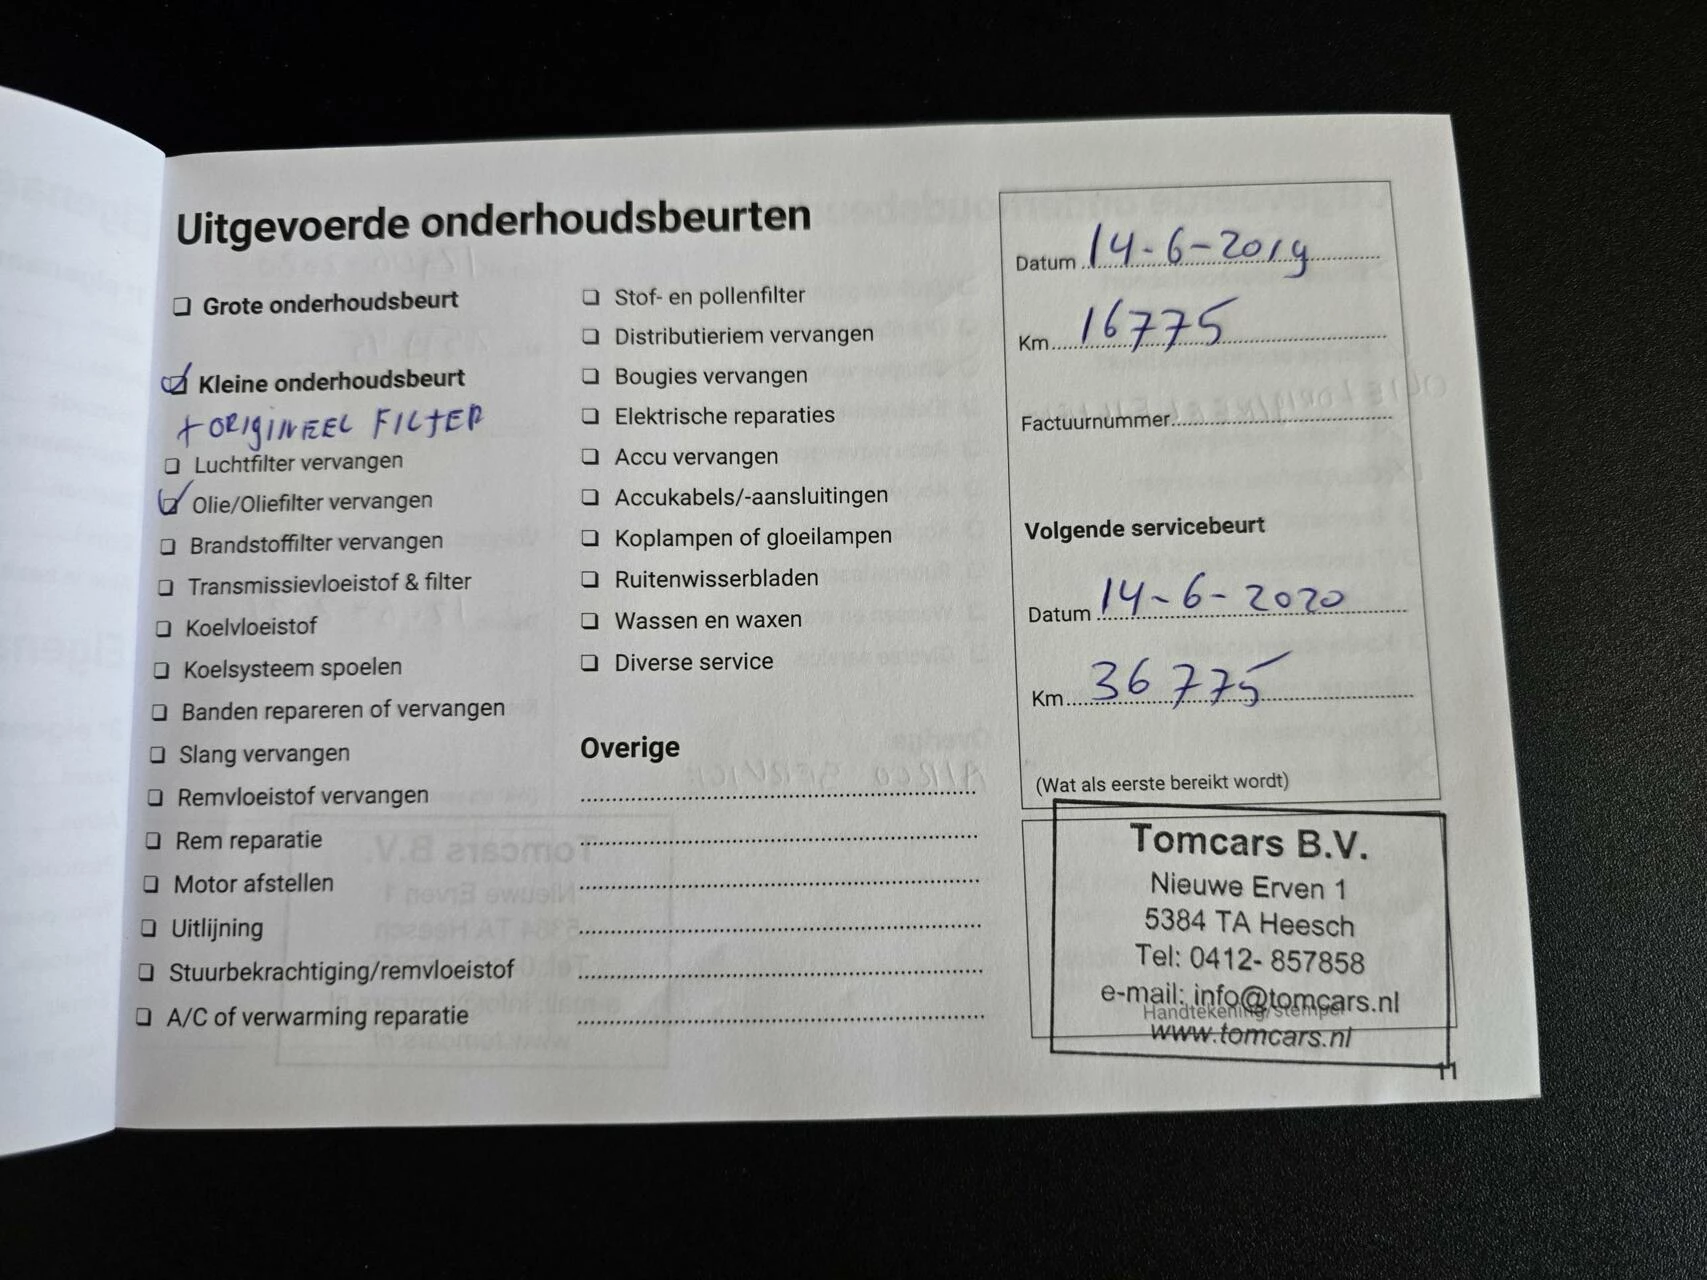 Uitgevoerde onderhoudsbeurten
Grote onderhoudsbeurt
Kleine onderhoudsbeurt
+ ORIGINEEL FILTER
Luchtfilter vervangen
Olie/Oliefilter vervangen
Brandstoffilter vervangen
Transmissievloeistof & filter
Koelvloeistof
Koelsysteem spoelen
Banden repareren of vervangen
Slang vervangen
Remvloeistof vervangen
Rem reparatie
Motor afstellen
Uitlijning
Stuurbekrachtiging/remvloeistof
A/C of verwarming reparatie
Stof- en pollenfilter
Distributieriem vervangen
Bougies vervangen
Elektrische reparaties
Accu vervangen
Accukabels/-aansluitingen
Koplampen of gloeilampen
Ruitenwisserbladen
Wassen en waxen
Diverse service
Overige
Datum 14-6-2019
Km 16775
Factuurnummer
Volgende servicebeurt
Datum 14-6-2020
Km 36775
(Wat als eerste bereikt wordt)
Tomcars B.V.
Nieuwe Erven 1
5384 TA Heesch
Tel: 0412- 857858
e-mail: info@tomcars.nl
Handtekening/stempel
www.tomcars.nl
11